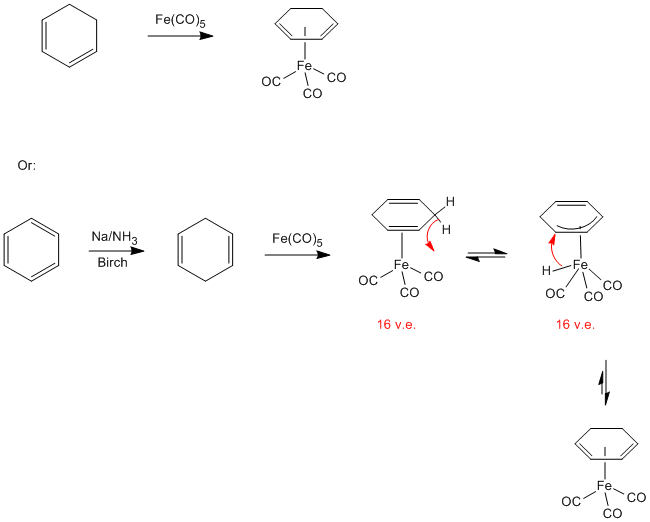 Fe(CO)5
Fe
OC CO
CO
Or:
Na/NH3
Birch
Fe(CO)5
H
H
Fe
OC CO
CO
16 v.e.
H Fe
OC CO
CO
16 v.e.
Fe
OC CO
CO